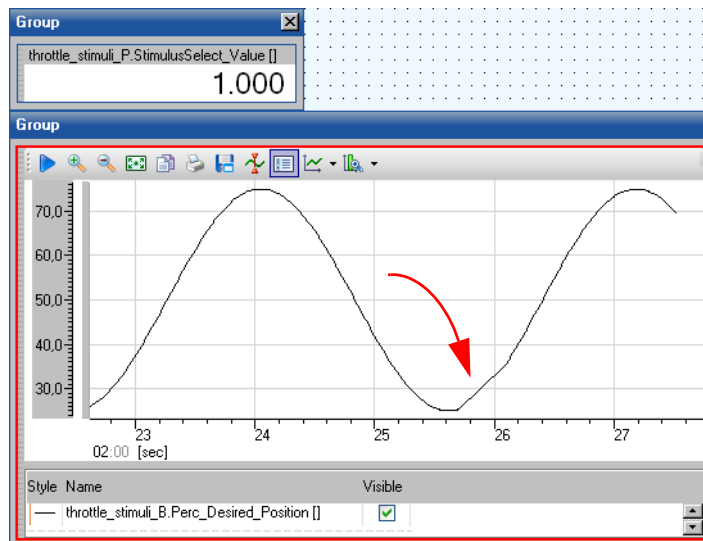 Group
throttle_stimuli_P.StimulusSelect_Value []
1.000
Group
70,0
60,0
50,0
40,0
30,0
23 24 25 26 27
02:00 [sec]
Style Name Visible
throttle_stimuli_B.Perc_Desired_Position []